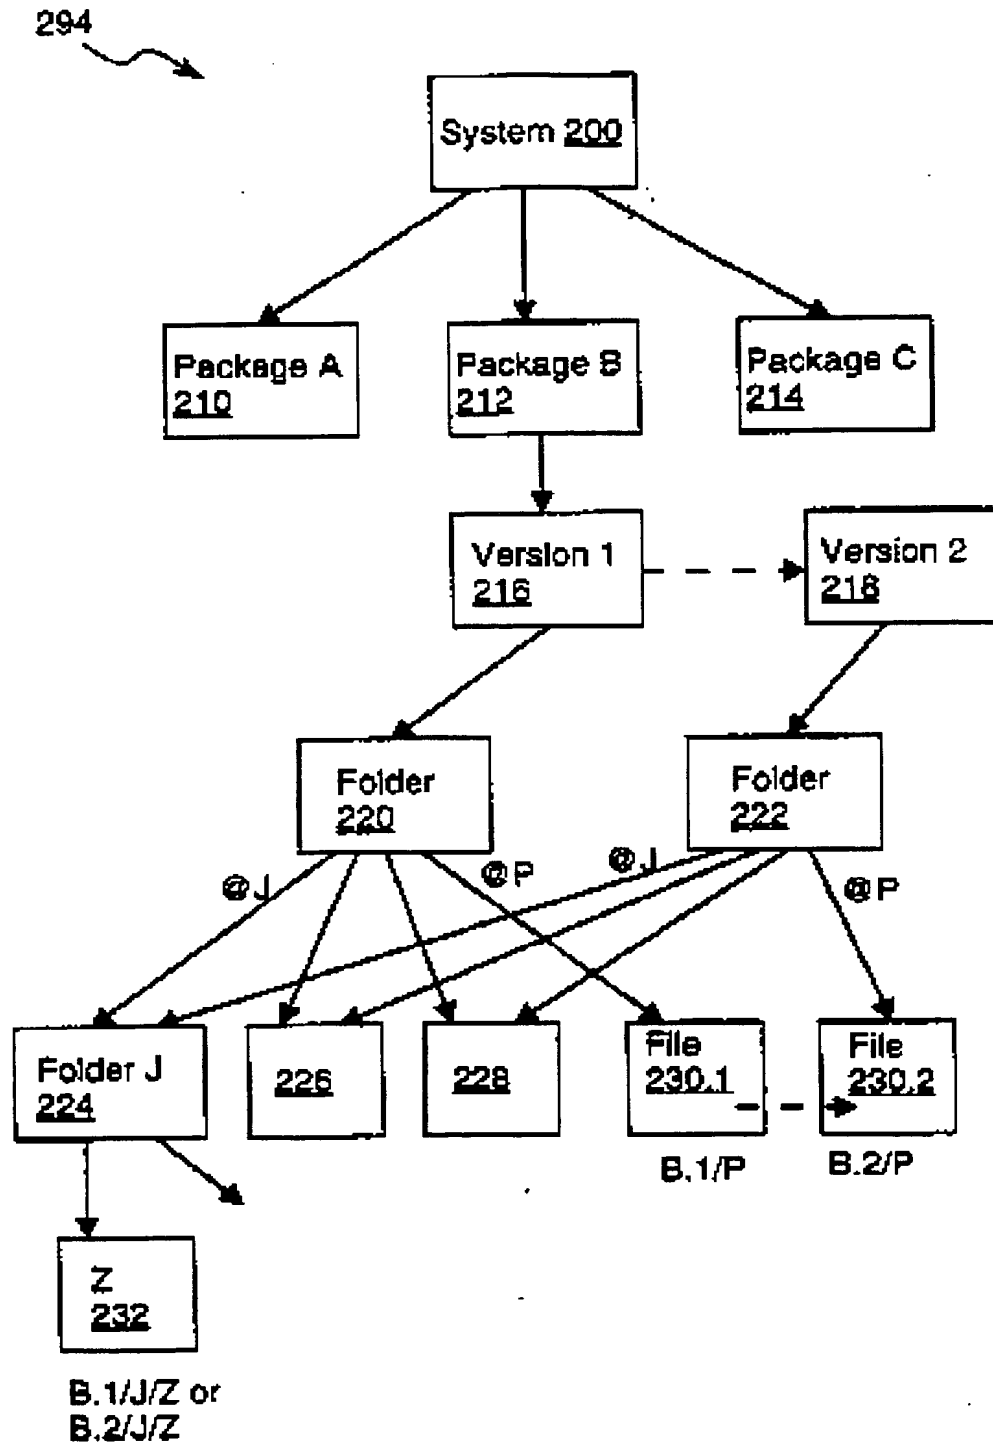 294
System 200
Package A
210
Package B
212
Package C
214
Version 1
216
Version 2
218
Folder
220
Folder
222
@J
@P
@J
@P
Folder J
224
226
228
File
230.1
File
230.2
B.1/P
B.2/P
Z
232
B.1/J/Z or
B.2/J/Z